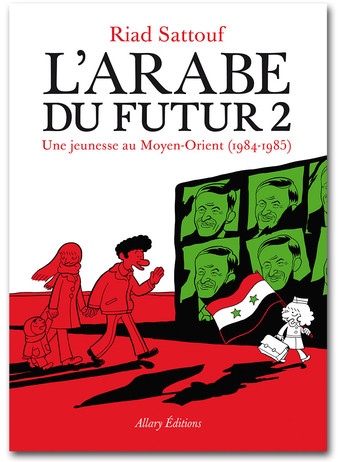 Riad Sattouf
L'ARABE
DU FUTUR 2
Une jeunesse au Moyen-Orient (1984-1985)
Allary Éditions